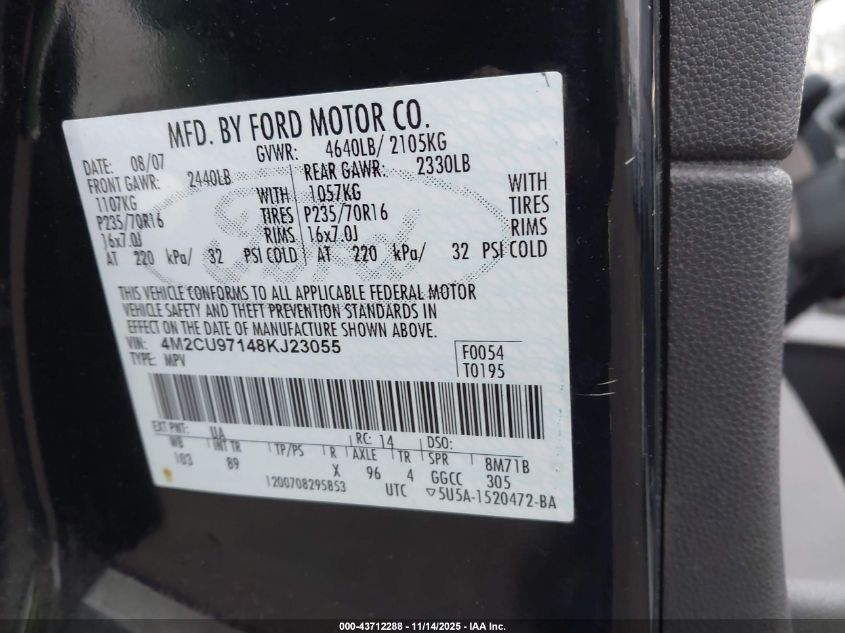 MFD. BY FORD MOTOR CO.
DATE: 08/07 GVWR: 4640LB/ 2105KG
FRONT GAWR: 2440LB REAR GAWR: 2330LB
1107KG WITH 1057KG WITH
P235/70R16 TIRES P235/70R16 TIRES
16x7.0J RIMS 16x7.0J RIMS
AT 220 kPa/ 32 PSI COLD AT 220 kPa/ 32 PSI COLD
THIS VEHICLE CONFORMS TO ALL APPLICABLE FEDERAL MOTOR
VEHICLE SAFETY AND THEFT PREVENTION STANDARDS IN
EFFECT ON THE DATE OF MANUFACTURE SHOWN ABOVE.
VIN: 4M2CU97148KJ23055 F0054
TYPE: MPV T0195
EXT PNT: UA RC: 14 DSO:
WB INT TR TP/PS R AXLE TR SPR 8M71B
103 89 X 96 4 GGCC 305
1200708295853 UTC ▽5U5A-1520472-BA
Ford
000-43712288 - 11/14/2025 - IAA Inc.